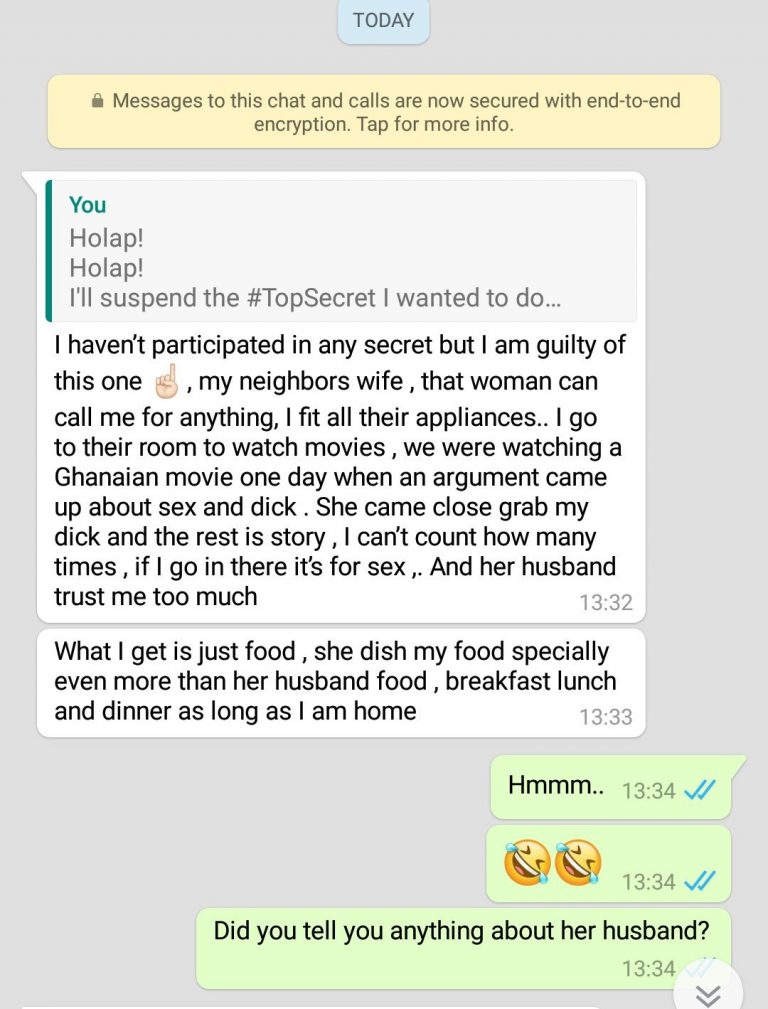 TODAY
Messages to this chat and calls are now secured with end-to-end
encryption. Tap for more info.
You
Holap!
Holap!
I'll suspend the #TopSecret I wanted to do...
I haven’t participated in any secret but I am guilty of
this one ☝🏻 , my neighbors wife , that woman can
call me for anything, I fit all their appliances.. I go
to their room to watch movies , we were watching a
Ghanaian movie one day when an argument came
up about sex and dick . She came close grab my
dick and the rest is story , I can’t count how many
times , if I go in there it’s for sex ,. And her husband
trust me too much
13:32
What I get is just food , she dish my food specially
even more than her husband food , breakfast lunch
and dinner as long as I am home
13:33
Hmmm.. 13:34
🤣🤣 13:34
Did you tell you anything about her husband?
13:34